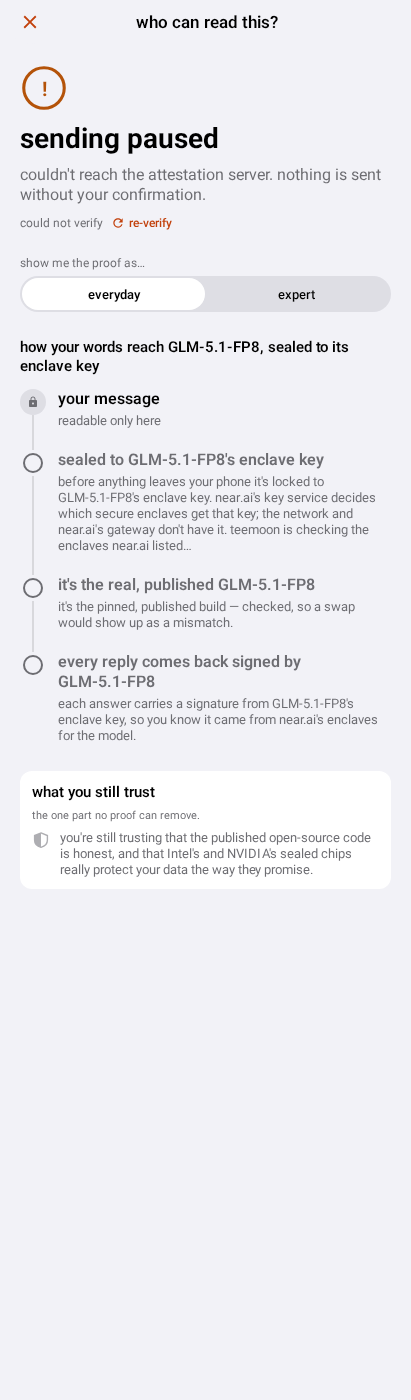 who can read this?
!
sending paused
couldn't reach the attestation server. nothing is sent
without your confirmation.
could not verify re-verify
show me the proof as…
everyday expert
how your words reach GLM-5.1-FP8, sealed to its
enclave key
your message
readable only here
sealed to GLM-5.1-FP8's enclave key
before anything leaves your phone it's locked to
GLM-5.1-FP8's enclave key. near.ai's key service decides
which secure enclaves get that key; the network and
near.ai's gateway don't have it. teemoon is checking the
enclaves near.ai listed…
it's the real, published GLM-5.1-FP8
it's the pinned, published build — checked, so a swap
would show up as a mismatch.
every reply comes back signed by
GLM-5.1-FP8
each answer carries a signature from GLM-5.1-FP8's
enclave key, so you know it came from near.ai's enclaves
for the model.
what you still trust
the one part no proof can remove.
you're still trusting that the published open-source code
is honest, and that Intel's and NVIDIA's sealed chips
really protect your data the way they promise.